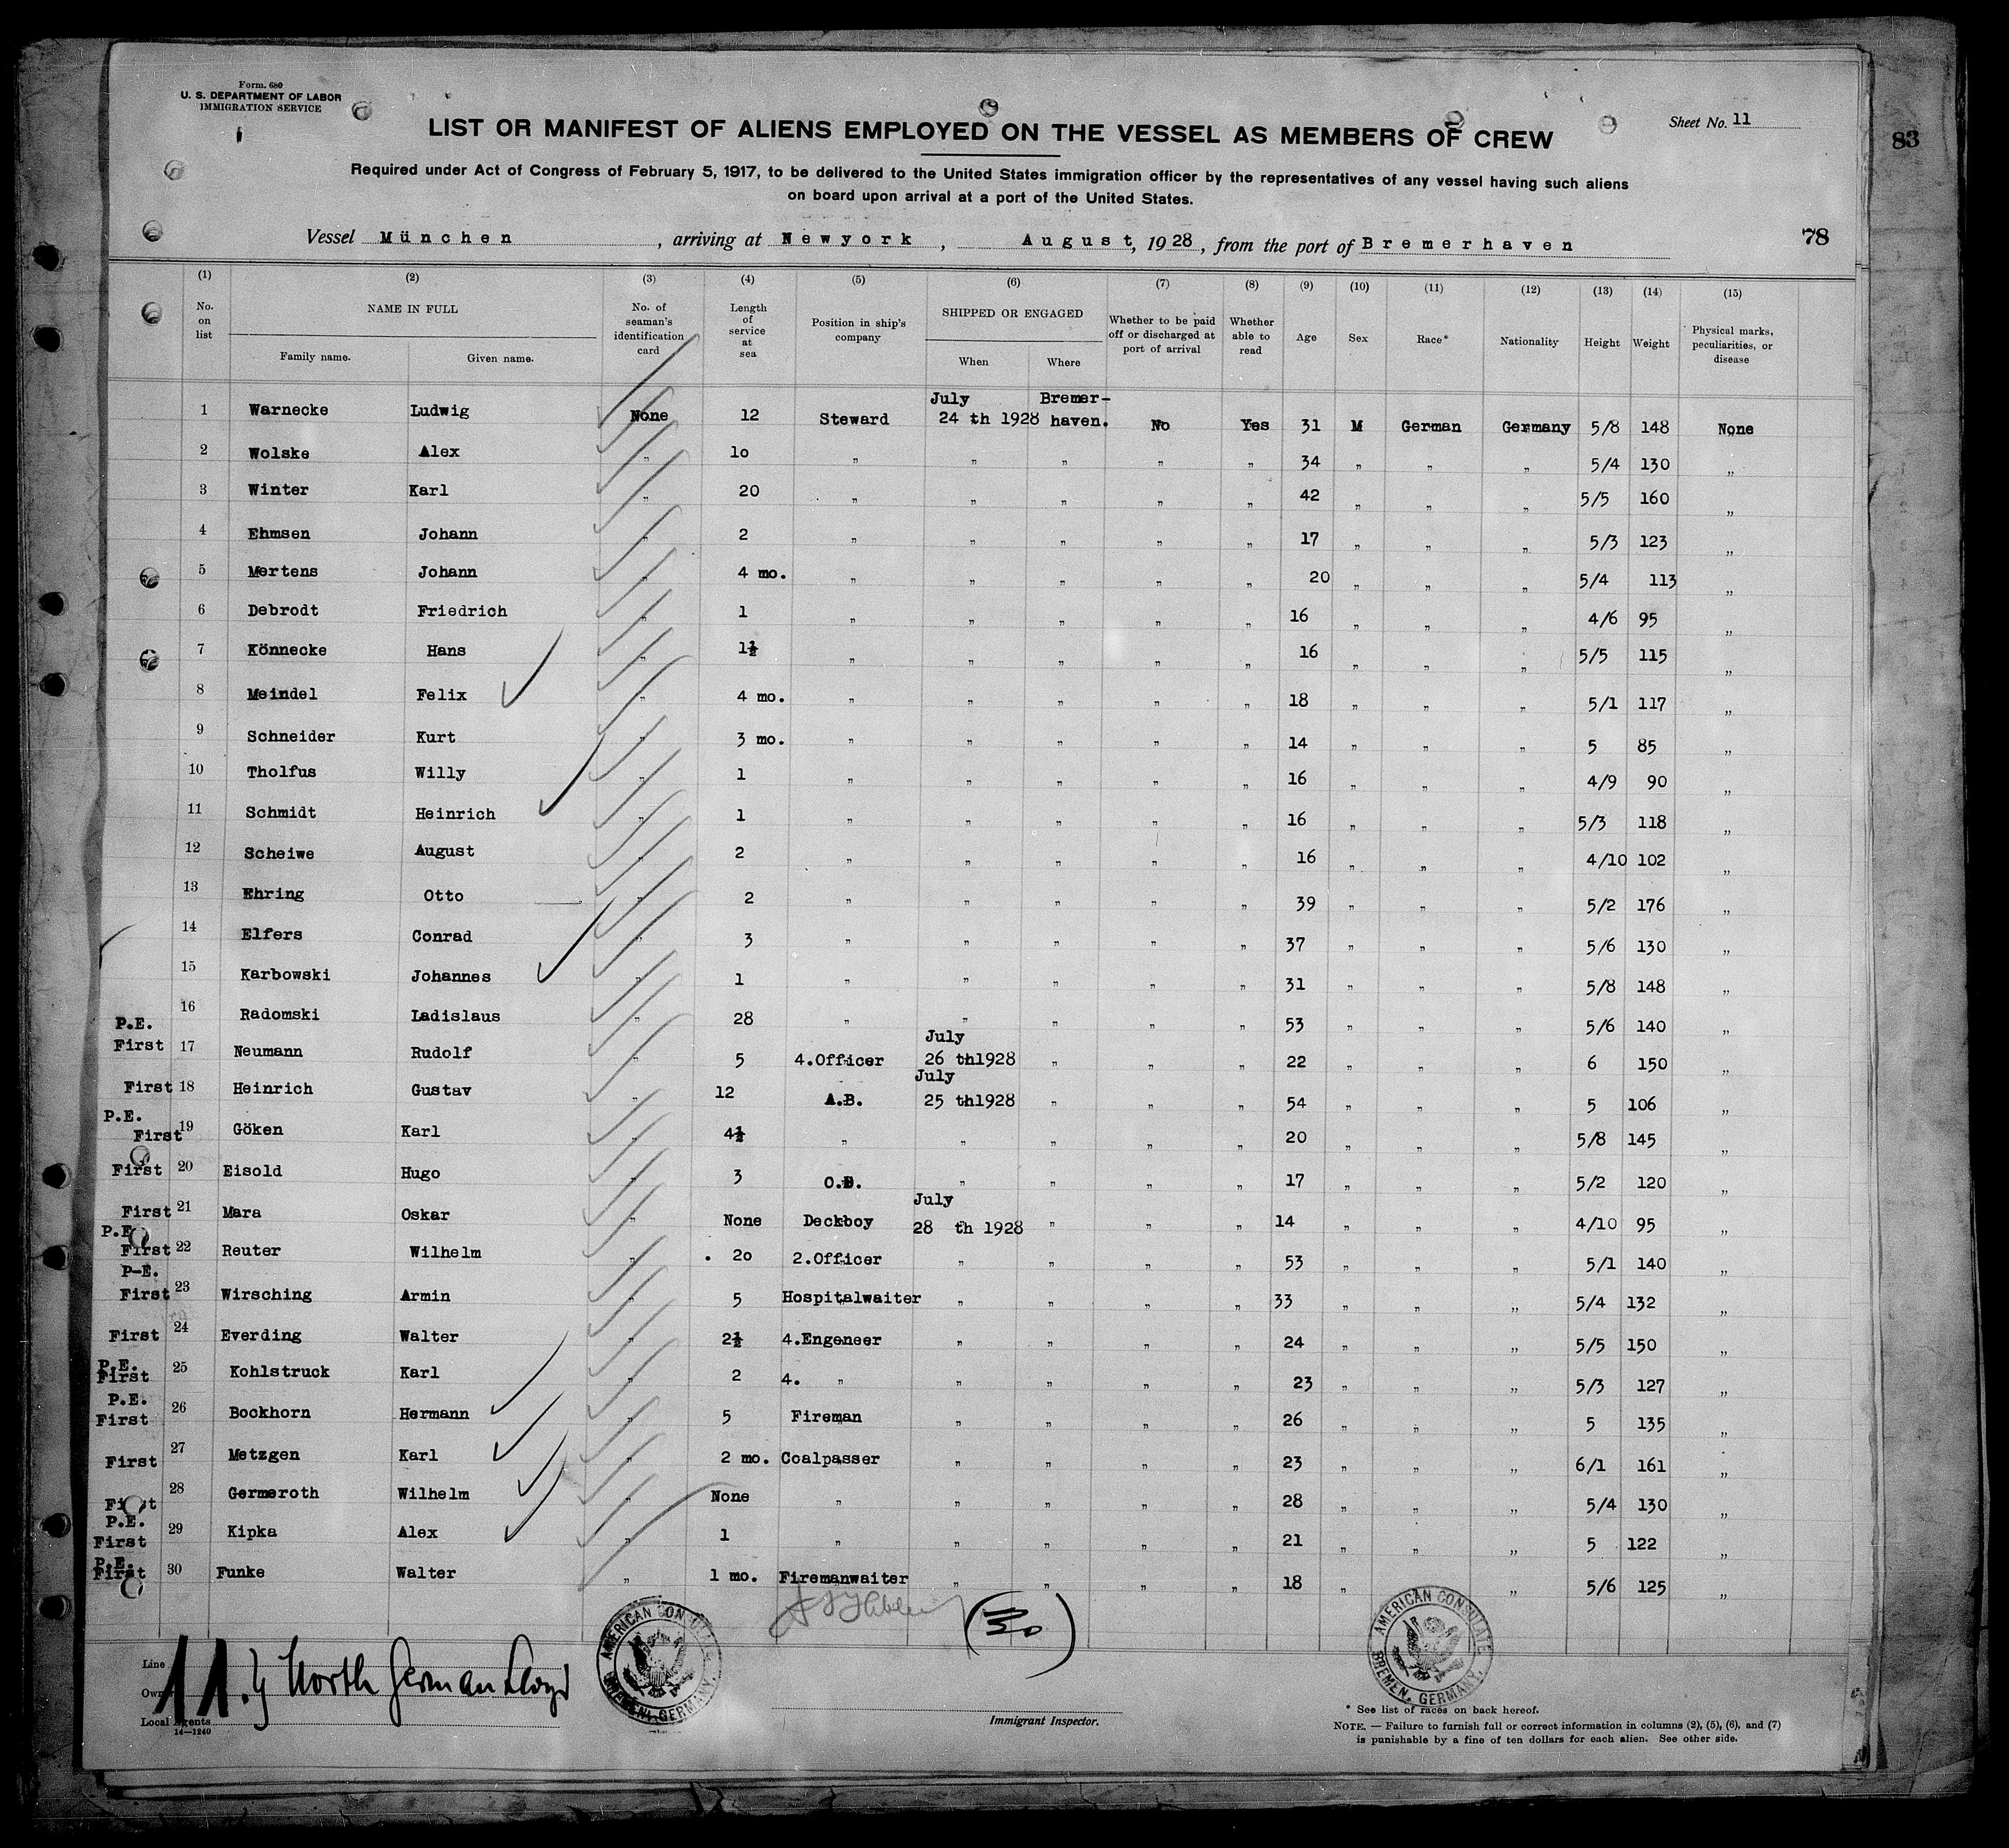 Form. 680
U. S. DEPARTMENT OF LABOR
IMMIGRATION SERVICE
Sheet No. 11
83
LIST OR MANIFEST OF ALIENS EMPLOYED ON THE VESSEL AS MEMBERS OF CREW
Required under Act of Congress of February 5, 1917, to be delivered to the United States immigration officer by the representatives of any vessel having such aliens
on board upon arrival at a port of the United States.
Vessel München , arriving at Newyork , August, 1928, from the port of Bremerhaven
78
(1) (2) (3) (4) (5) (6) (7) (8) (9) (10) (11) (12) (13) (14) (15)
No. on list NAME IN FULL Family name. Given name. No. of seaman's identification card Length of service at sea Position in ship's company SHIPPED OR ENGAGED When Where Whether to be paid off or discharged at port of arrival Whether able to read Age Sex Race* Nationality Height Weight Physical marks, peculiarities, or disease
1 Warnecke Ludwig None 12 Steward July 24 th 1928 Bremer-haven. No Yes 31 M German Germany 5/8 148 None
2 Wolske Alex „ 1o „ „ „ „ „ 34 „ „ „ 5/4 130 „
3 Winter Karl „ 20 „ „ „ „ „ 42 „ „ „ 5/5 160 „
4 Ehmsen Johann „ 2 „ „ „ „ „ 17 „ „ „ 5/3 123 „
5 Mertens Johann „ 4 mo. „ „ „ „ „ 20 „ „ „ 5/4 113 „
6 Debrodt Friedrich „ 1 „ „ „ „ „ 16 „ „ „ 4/6 95 „
7 Könnecke Hans „ 1½ „ „ „ „ „ 16 „ „ „ 5/5 115 „
8 Meindel Felix „ 4 mo. „ „ „ „ „ 18 „ „ „ 5/1 117 „
9 Schneider Kurt „ 3 mo. „ „ „ „ „ 14 „ „ „ 5 85 „
10 Tholfus Willy „ 1 „ „ „ „ „ 16 „ „ „ 4/9 90 „
11 Schmidt Heinrich „ 1 „ „ „ „ „ 16 „ „ „ 5/3 118 „
12 Scheiwe August „ 2 „ „ „ „ „ 16 „ „ „ 4/10 102 „
13 Ehring Otto „ 2 „ „ „ „ „ 39 „ „ „ 5/2 176 „
14 Elfers Conrad „ 3 „ „ „ „ „ 37 „ „ „ 5/6 130 „
15 Karbowski Johannes „ 1 „ „ „ „ „ 31 „ „ „ 5/8 148 „
16 Radomski Ladislaus „ 28 „ „ „ „ „ 53 „ „ „ 5/6 140 „
P.E. First 17 Neumann Rudolf „ 5 4.Officer July 26 th1928 „ „ „ 22 „ „ „ 6 150 „
First 18 Heinrich Gustav „ 12 A.B. July 25 th1928 „ „ „ 54 „ „ „ 5 106 „
P.E. First 19 Göken Karl „ 4½ „ „ „ „ „ 20 „ „ „ 5/8 145 „
First 20 Eisold Hugo „ 3 O.B. „ „ „ „ 17 „ „ „ 5/2 120 „
First 21 Mara Oskar „ None Deckboy July 28 th 1928 „ „ „ 14 „ „ „ 4/10 95 „
P.E. First 22 Reuter Wilhelm „ 2o 2.Officer „ „ „ „ 53 „ „ „ 5/1 140 „
P-E. First 23 Wirsching Armin „ 5 Hospitalwaiter „ „ „ „ 33 „ „ „ 5/4 132 „
First 24 Everding Walter „ 2½ 4.Engeneer „ „ „ „ 24 „ „ „ 5/5 150 „
P.E. First 25 Kohlstruck Karl „ 2 4. „ „ „ „ „ 23 „ „ „ 5/3 127 „
P.E. First 26 Bockhorn Hermann „ 5 Fireman „ „ „ „ 26 „ „ „ 5 135 „
First 27 Metzgen Karl „ 2 mo. Coalpasser „ „ „ „ 23 „ „ „ 6/1 161 „
First 28 Germeroth Wilhelm „ None „ „ „ „ „ 28 „ „ „ 5/4 130 „
P.E. First 29 Kipka Alex „ 1 „ „ „ „ „ 21 „ „ „ 5 122 „
P.E. First 30 Funke Walter „ 1 mo. Firemanwaiter „ „ „ „ 18 „ „ „ 5/6 125 „
(30)
AMERICAN CONSULATE BREMEN, GERMANY.
AMERICAN CONSULATE BREMEN, GERMANY.
Line
Owners
Local Agents
North German Lloyd
14—1240
Immigrant Inspector.
* See list of races on back hereof.
NOTE. — Failure to furnish full or correct information in columns (2), (5), (6), and (7)
is punishable by a fine of ten dollars for each alien. See other side.